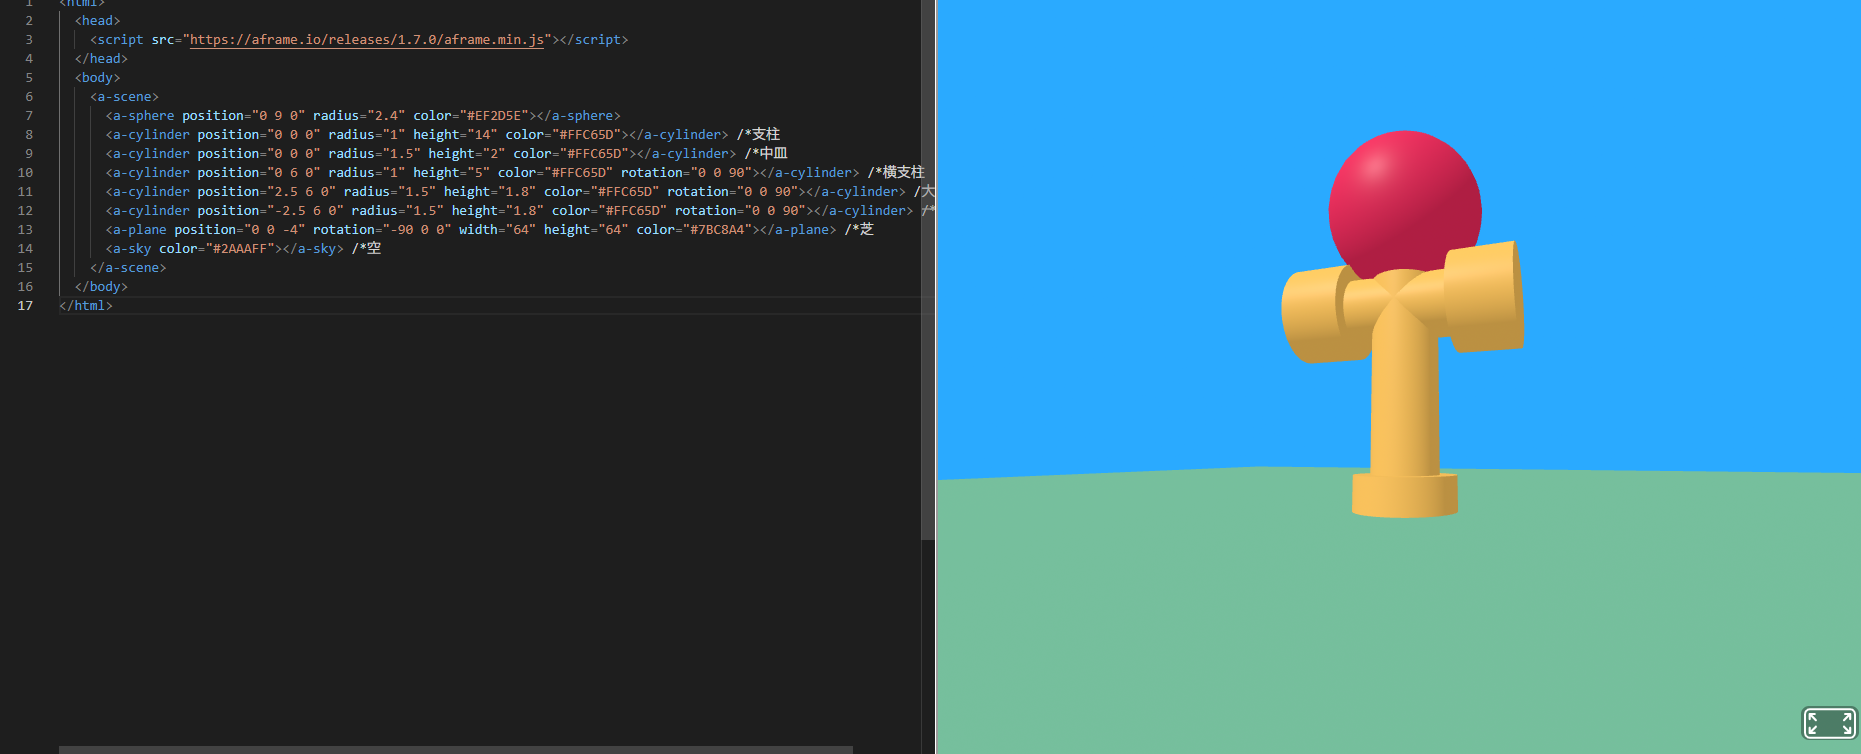 1 <html>
2 <head>
3 <script src="https://aframe.io/releases/1.7.0/aframe.min.js"></script>
4 </head>
5 <body>
6 <a-scene>
7 <a-sphere position="0 9 0" radius="2.4" color="#EF2D5E"></a-sphere>
8 <a-cylinder position="0 0 0" radius="1" height="14" color="#FFC65D"></a-cylinder> /*支柱
9 <a-cylinder position="0 0 0" radius="1.5" height="2" color="#FFC65D"></a-cylinder> /*中皿
10 <a-cylinder position="0 6 0" radius="1" height="5" color="#FFC65D" rotation="0 0 90"></a-cylinder> /*横支柱
11 <a-cylinder position="2.5 6 0" radius="1.5" height="1.8" color="#FFC65D" rotation="0 0 90"></a-cylinder> /大
12 <a-cylinder position="-2.5 6 0" radius="1.5" height="1.8" color="#FFC65D" rotation="0 0 90"></a-cylinder> /*
13 <a-plane position="0 0 -4" rotation="-90 0 0" width="64" height="64" color="#7BC8A4"></a-plane> /*芝
14 <a-sky color="#2AAAFF"></a-sky> /*空
15 </a-scene>
16 </body>
17 </html>